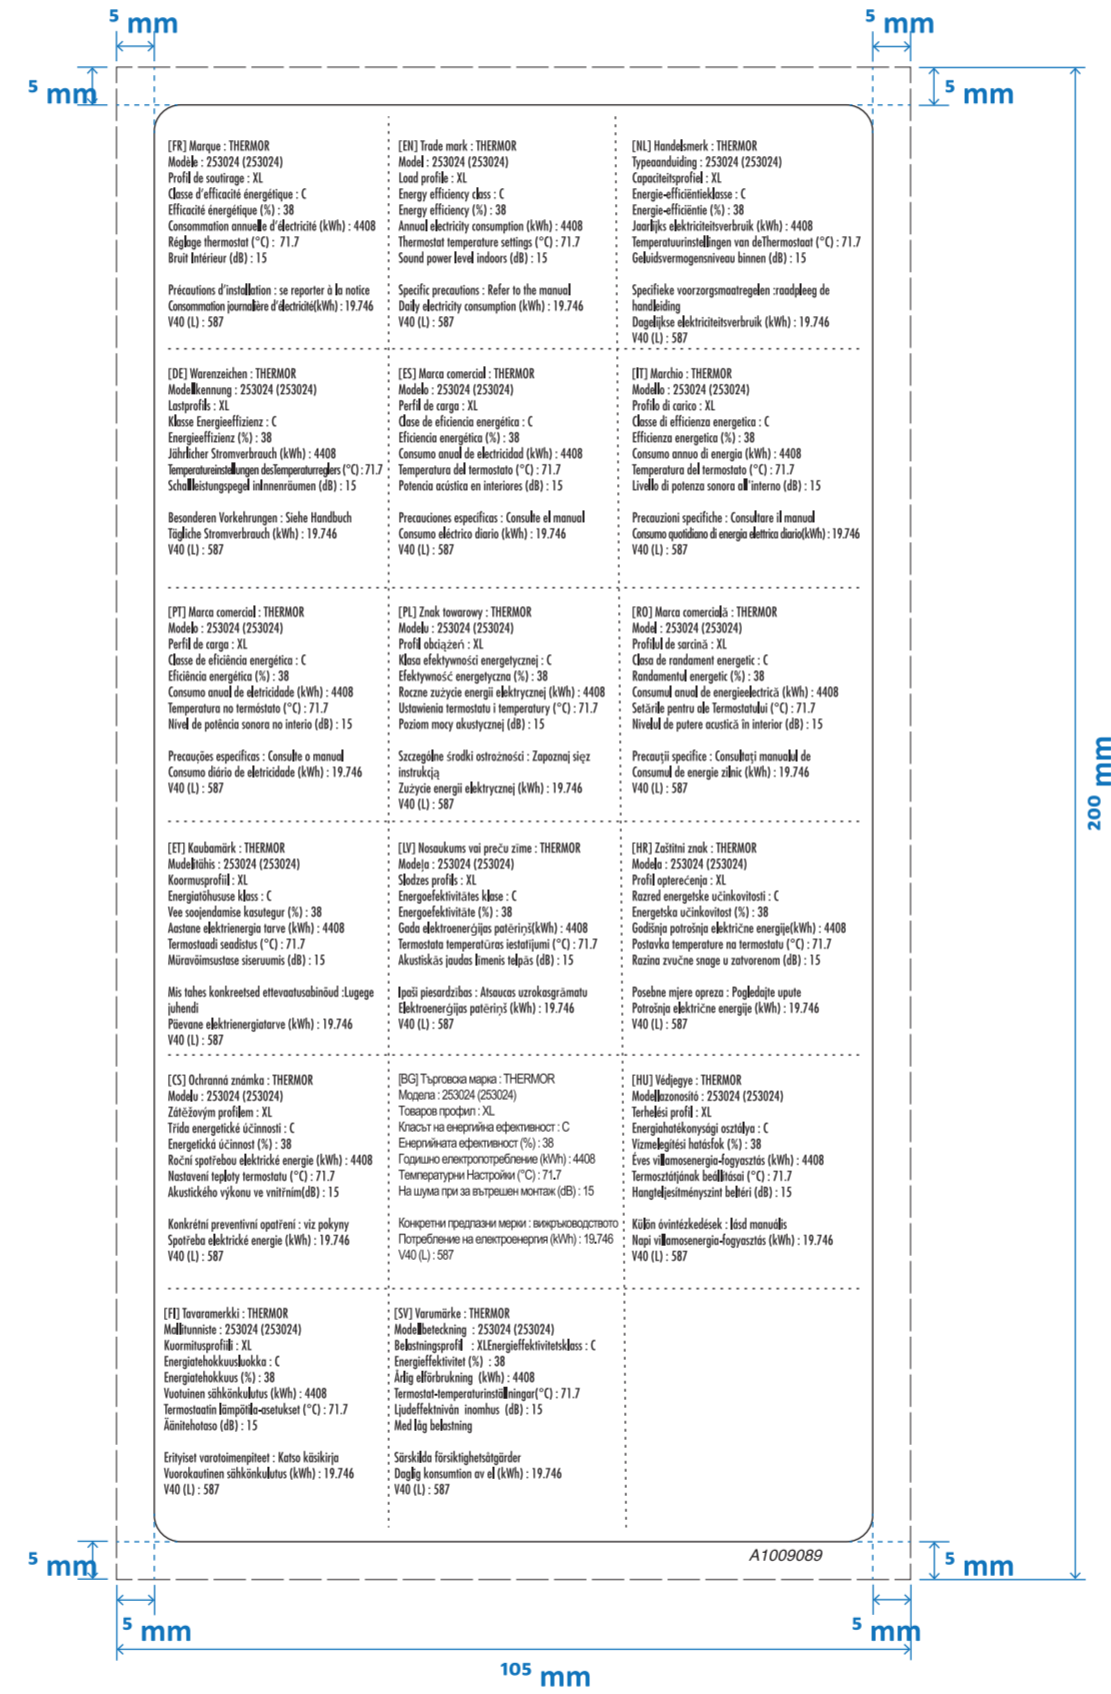 5 mm
5 mm
5 mm
5 mm
[FR] Marque : THERMOR
Modèle : 253024 (253024)
Profil de soutirage : XL
Classe d'efficacité énergétique : C
Efficacité énergétique (%) : 38
Consommation annuelle d'électricité (kWh) : 4408
Réglage thermostat (°C) : 71.7
Bruit Intérieur (dB) : 15
Précautions d'installation : se reporter à la notice
Consommation journalière d'électricité(kWh) : 19.746
V40 (L) : 587
[EN] Trade mark : THERMOR
Model : 253024 (253024)
Load profile : XL
Energy efficiency class : C
Energy efficiency (%) : 38
Annual electricity consumption (kWh) : 4408
Thermostat temperature settings (°C) : 71.7
Sound power level indoors (dB) : 15
Specific precautions : Refer to the manual
Daily electricity consumption (kWh) : 19.746
V40 (L) : 587
[NL] Handelsmerk : THERMOR
Typeaanduiding : 253024 (253024)
Capaciteitsprofiel : XL
Energie-efficiëntieklasse : C
Energie-efficiëntie (%) : 38
Jaarlijks elektriciteitsverbruik (kWh) : 4408
Temperatuurinstellingen van deThermostaat (°C) : 71.7
Geluidsvermogensniveau binnen (dB) : 15
Specifieke voorzorgsmaatregelen :raadpleeg de
handleiding
Dagelijkse elektriciteitsverbruik (kWh) : 19.746
V40 (L) : 587
[DE] Warenzeichen : THERMOR
Modellkennung : 253024 (253024)
Lastprofils : XL
Klasse Energieeffizienz : C
Energieeffizienz (%) : 38
Jährlicher Stromverbrauch (kWh) : 4408
Temperatureinstellungen desTemperaturreglers (°C) : 71.7
Schallleistungspegel inInnenräumen (dB) : 15
Besonderen Vorkehrungen : Siehe Handbuch
Tägliche Stromverbrauch (kWh) : 19.746
V40 (L) : 587
[ES] Marca comercial : THERMOR
Modelo : 253024 (253024)
Perfil de carga : XL
Clase de eficiencia energética : C
Eficiencia energética (%) : 38
Consumo anual de electricidad (kWh) : 4408
Temperatura del termostato (°C) : 71.7
Potencia acústica en interiores (dB) : 15
Precauciones específicas : Consulte el manual
Consumo eléctrico diario (kWh) : 19.746
V40 (L) : 587
[IT] Marchio : THERMOR
Modello : 253024 (253024)
Profilo di carico : XL
Classe di efficienza energetica : C
Efficienza energetica (%) : 38
Consumo annuo di energia (kWh) : 4408
Temperatura del termostato (°C) : 71.7
Livello di potenza sonora all'interno (dB) : 15
Precauzioni specifiche : Consultare il manual
Consumo quotidiano di energia elettrica diario(kWh) : 19.746
V40 (L) : 587
[PT] Marca comercial : THERMOR
Modelo : 253024 (253024)
Perfil de carga : XL
Classe de eficiência energética : C
Eficiência energética (%) : 38
Consumo anual de eletricidade (kWh) : 4408
Temperatura no termóstato (°C) : 71.7
Nível de potência sonora no interio (dB) : 15
Precauções especificas : Consulte o manual
Consumo diário de eletricidade (kWh) : 19.746
V40 (L) : 587
[PL] Znak towarowy : THERMOR
Modelu : 253024 (253024)
Profil obciążeń : XL
Klasa efektywności energetycznej : C
Efektywność energetyczna (%) : 38
Roczne zużycie energii elektrycznej (kWh) : 4408
Ustawienia termostatu i temperatury (°C) : 71.7
Poziom mocy akustycznej (dB) : 15
Szczególne środki ostrożności : Zapoznaj sięz
instrukcją
Zużycie energii elektrycznej (kWh) : 19.746
V40 (L) : 587
[RO] Marca comercială : THERMOR
Model : 253024 (253024)
Profilul de sarcină : XL
Clasa de randament energetic : C
Randamentul energetic (%) : 38
Consumul anual de energieelectrică (kWh) : 4408
Setările pentru ale Termostatului (°C) : 71.7
Nivelul de putere acustică în interior (dB) : 15
Precauții specifice : Consultați manualul de
Consumul de energie zilnic (kWh) : 19.746
V40 (L) : 587
[ET] Kaubamärk : THERMOR
Mudelitähis : 253024 (253024)
Koormusprofiil : XL
Energiatõhususe klass : C
Vee soojendamise kasutegur (%) : 38
Aastane elektrienergia tarve (kWh) : 4408
Termostaadi seadistus (°C) : 71.7
Müravõimsustase siseruumis (dB) : 15
Mis tahes konkreetsed ettevaatusabinõud :Lugege
juhendi
Päevane elektrienergiatarve (kWh) : 19.746
V40 (L) : 587
[LV] Nosaukums vai preču zīme : THERMOR
Modeļa : 253024 (253024)
Slodzes profils : XL
Energoefektivitātes klase : C
Energoefektivitāte (%) : 38
Gada elektroenerģijas patēriņš(kWh) : 4408
Termostata temperatūras iestatījumi (°C) : 71.7
Akustiskās jaudas līmenis telpās (dB) : 15
Īpaši piesardzības : Atsaucas uzrokasgrāmatu
Elektroenerģijas patēriņš (kWh) : 19.746
V40 (L) : 587
[HR] Zaštitni znak : THERMOR
Modela : 253024 (253024)
Profil opterećenja : XL
Razred energetske učinkovitosti : C
Energetska učinkovitost (%) : 38
Godišnja potrošnja električne energije(kWh) : 4408
Postavka temperature na termostatu (°C) : 71.7
Razina zvučne snage u zatvorenom (dB) : 15
Posebne mjere opreza : Pogledajte upute
Potrošnja električne energije (kWh) : 19.746
V40 (L) : 587
[CS] Ochranná známka : THERMOR
Modelu : 253024 (253024)
Zátěžovým profilem : XL
Třída energetické účinnosti : C
Energetická účinnost (%) : 38
Roční spotřebou elektrické energie (kWh) : 4408
Nastavení teploty termostatu (°C) : 71.7
Akustického výkonu ve vnitřním(dB) : 15
Konkrétní preventivní opatření : viz pokyny
Spotřeba elektrické energie (kWh) : 19.746
V40 (L) : 587
[BG] Търговска марка : THERMOR
Модела : 253024 (253024)
Товаров профил : XL
Класът на енергийна ефективност : C
Енергийната ефективност (%) : 38
Годишно електропотребление (kWh) : 4408
Температурни Настройки (°C) : 71.7
На шума при за вътрешен монтаж (dB) : 15
Конкретни предпазни мерки : вижръководството
Потребление на електроенергия (kWh) : 19.746
V40 (L) : 587
[HU] Védjegye : THERMOR
Modellazonosító : 253024 (253024)
Terhelési profil : XL
Energiahatékonysági osztálya : C
Vízmelegítési hatásfok (%) : 38
Éves villamosenergia-fogyasztás (kWh) : 4408
Termosztátjának beállításai (°C) : 71.7
Hangteljesítményszint beltéri (dB) : 15
Külön óvintézkedések : lásd manuális
Napi villamosenergia-fogyasztás (kWh) : 19.746
V40 (L) : 587
[FI] Tavaramerkki : THERMOR
Mallitunniste : 253024 (253024)
Kuormitusprofiili : XL
Energiatehokkuusluokka : C
Energiatehokkuus (%) : 38
Vuotuinen sähkönkulutus (kWh) : 4408
Termostaatin lämpötila-asetukset (°C) : 71.7
Äänitehotaso (dB) : 15
Erityiset varotoimenpiteet : Katso käsikirja
Vuorokautinen sähkönkulutus (kWh) : 19.746
V40 (L) : 587
[SV] Varumärke : THERMOR
Modellbeteckning : 253024 (253024)
Belastningsprofil : XLEnergieffektivitetsklass : C
Energieffektivitet (%) : 38
Årlig elförbrukning (kWh) : 4408
Termostat-temperaturinställningar(°C) : 71.7
Ljudeffektnivån inomhus (dB) : 15
Med låg belastning
Särskilda försiktighetsåtgärder
Daglig konsumtion av el (kWh) : 19.746
V40 (L) : 587
200 mm
A1009089
5 mm
5 mm
5 mm
5 mm
105 mm